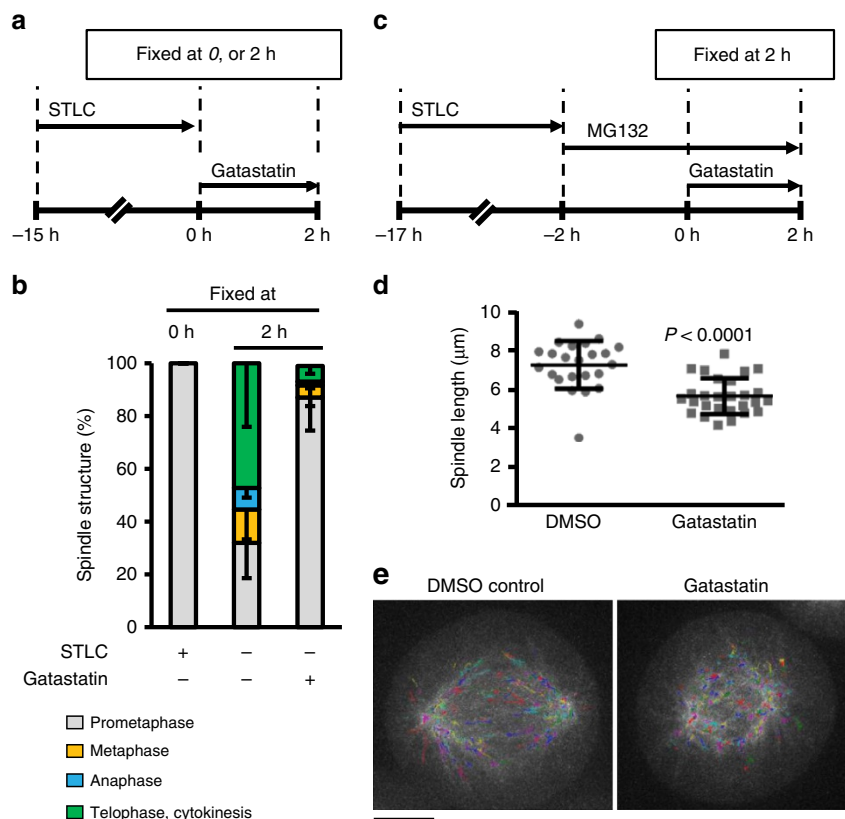 a
Fixed at 0, or 2 h
STLC
Gatastatin
–15 h 0 h 2 h
c
Fixed at 2 h
STLC
MG132
Gatastatin
–17 h –2 h 0 h 2 h
b
Fixed at
0 h 2 h
Spindle structure (%)
100
80
60
40
20
0
STLC + – –
Gatastatin – – +
Prometaphase
Metaphase
Anaphase
Telophase, cytokinesis
d
Spindle length (μm)
10
8
6
4
2
0
P < 0.0001
DMSO Gatastatin
e
DMSO control Gatastatin